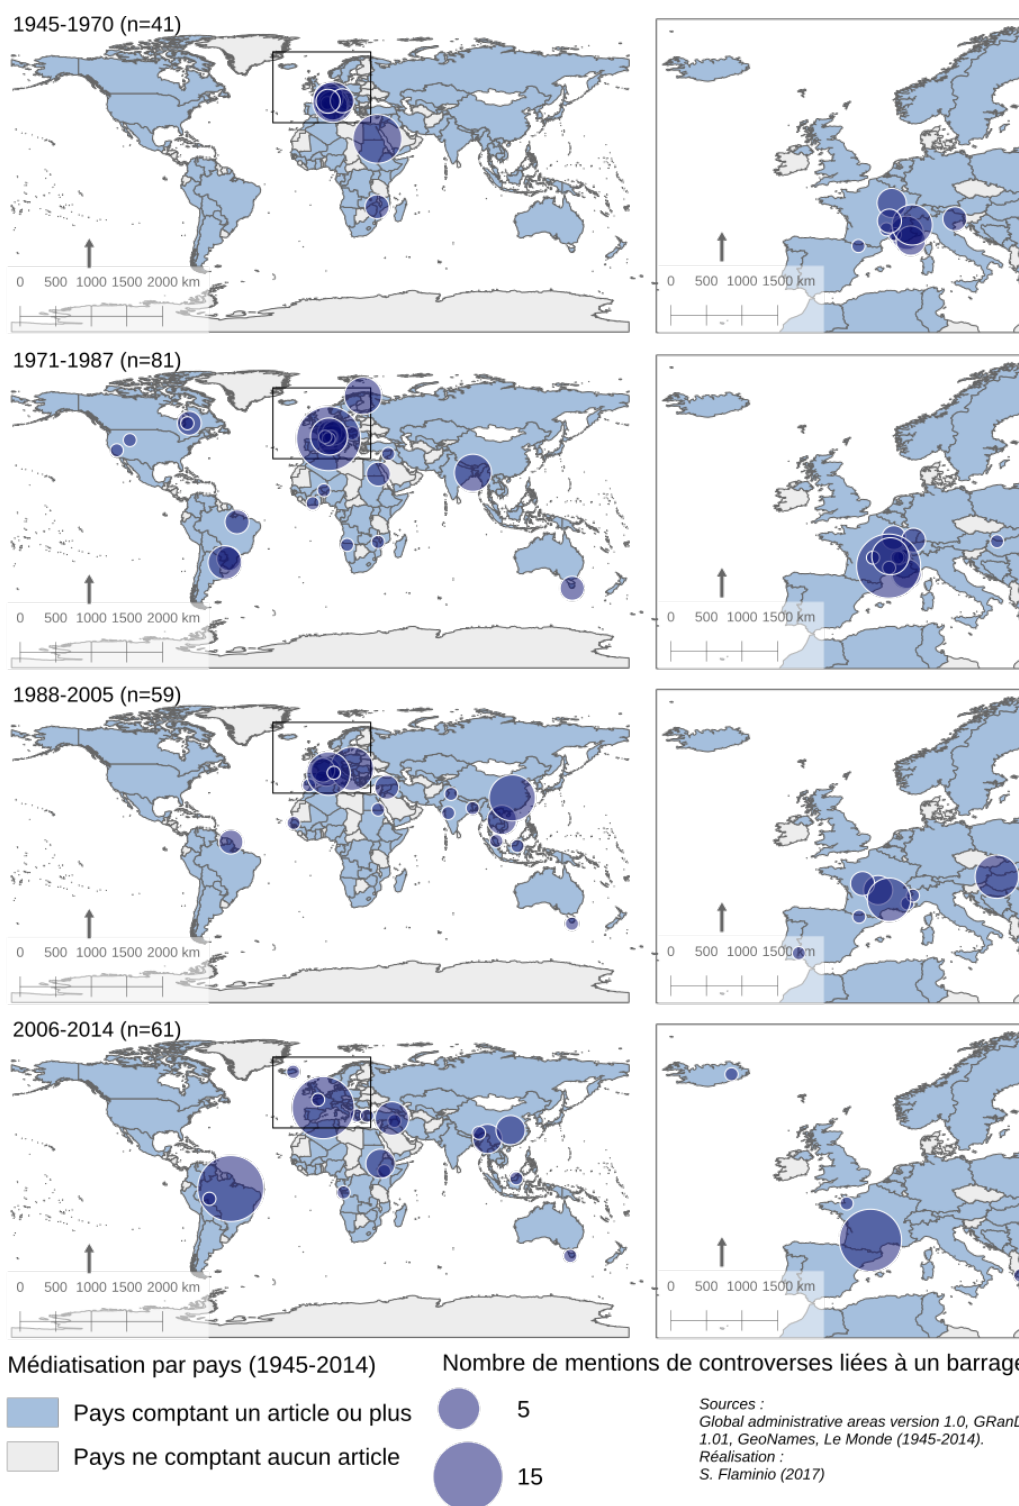 1945-1970 (n=41)
0 500 1000 1500 2000 km
0 500 1000 1500 km
1971-1987 (n=81)
0 500 1000 1500 2000 km
0 500 1000 1500 km
1988-2005 (n=59)
0 500 1000 1500 2000 km
0 500 1000 1500 km
2006-2014 (n=61)
0 500 1000 1500 2000 km
0 500 1000 1500 km
Médiatisation par pays (1945-2014)
Pays comptant un article ou plus
Pays ne comptant aucun article
Nombre de mentions de controverses liées à un barrage
5
15
Sources :
Global administrative areas version 1.0, GRanD
1.01, GeoNames, Le Monde (1945-2014).
Réalisation :
S. Flaminio (2017)